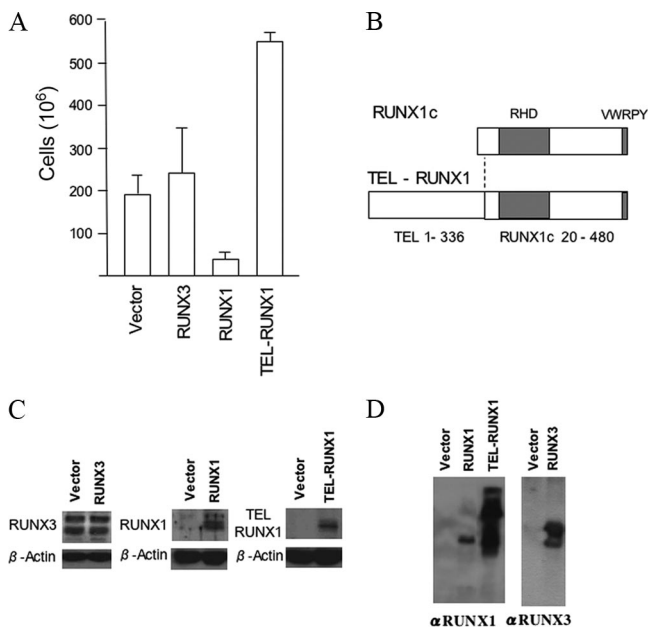 A
600
500
400
300
200
100
Cells (10⁶)
Vector
RUNX3
RUNX1
TEL-RUNX1
B
RUNX1c
RHD
VWRPY
TEL - RUNX1
TEL 1- 336
RUNX1c 20 - 480
C
Vector
RUNX3
RUNX3
β-Actin
Vector
RUNX1
RUNX1
β-Actin
Vector
TEL-RUNX1
TEL
RUNX1
β-Actin
D
Vector
RUNX1
TEL-RUNX1
αRUNX1
Vector
RUNX3
αRUNX3